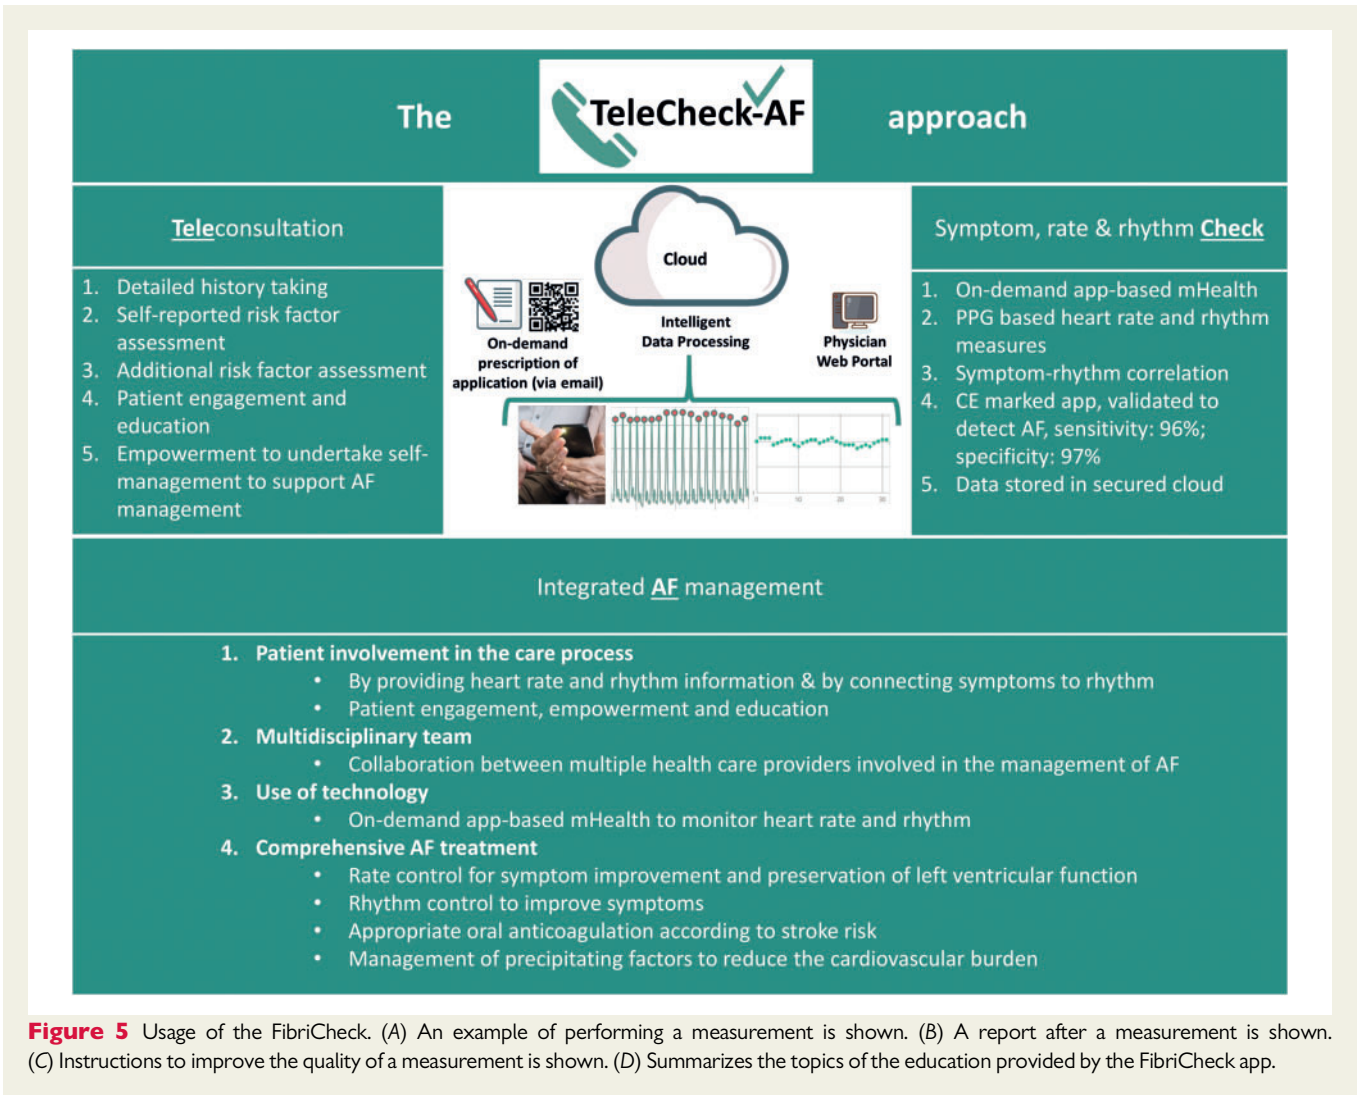 The TeleCheck-AF approach
Teleconsultation
1. Detailed history taking
2. Self-reported risk factor
assessment
3. Additional risk factor assessment
4. Patient engagement and
education
5. Empowerment to undertake self-
management to support AF
management
Cloud
Intelligent
Data Processing
On-demand
prescription of
application (via email)
Physician
Web Portal
0 10 20 30
Symptom, rate & rhythm Check
1. On-demand app-based mHealth
2. PPG based heart rate and rhythm
measures
3. Symptom-rhythm correlation
4. CE marked app, validated to
detect AF, sensitivity: 96%;
specificity: 97%
5. Data stored in secured cloud
Integrated AF management
1. Patient involvement in the care process
• By providing heart rate and rhythm information & by connecting symptoms to rhythm
• Patient engagement, empowerment and education
2. Multidisciplinary team
• Collaboration between multiple health care providers involved in the management of AF
3. Use of technology
• On-demand app-based mHealth to monitor heart rate and rhythm
4. Comprehensive AF treatment
• Rate control for symptom improvement and preservation of left ventricular function
• Rhythm control to improve symptoms
• Appropriate oral anticoagulation according to stroke risk
• Management of precipitating factors to reduce the cardiovascular burden
Figure 5 Usage of the FibriCheck. (A) An example of performing a measurement is shown. (B) A report after a measurement is shown.
(C) Instructions to improve the quality of a measurement is shown. (D) Summarizes the topics of the education provided by the FibriCheck app.